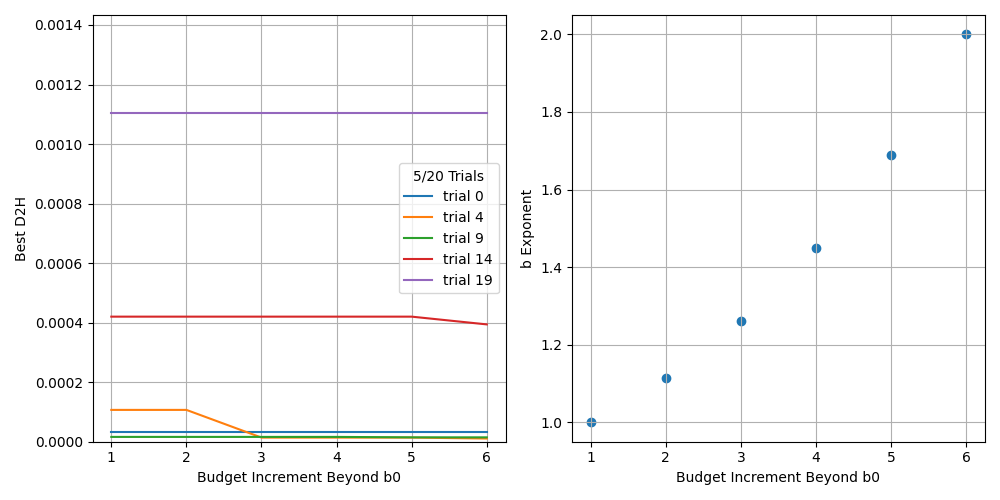 0.0014
0.0012
0.0010
0.0008
0.0006
0.0004
0.0002
0.0000
Best D2H
1 2 3 4 5 6
Budget Increment Beyond b0
5/20 Trials
trial 0
trial 4
trial 9
trial 14
trial 19
2.0
1.8
1.6
1.4
1.2
1.0
b Exponent
1 2 3 4 5 6
Budget Increment Beyond b0